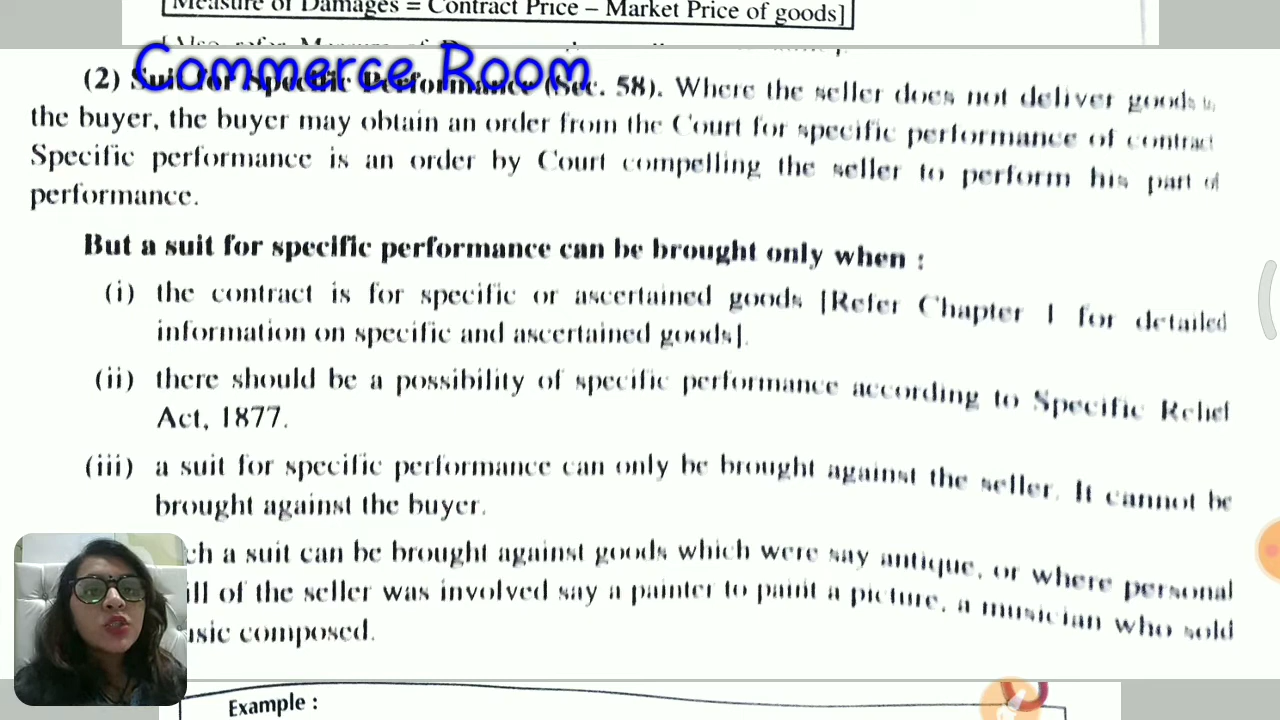 [Measure of Damages = Contract Price – Market Price of goods]
Commerce Room
(2) Suit for Specific Performance (Sec. 58). Where the seller does not deliver goods to
the buyer, the buyer may obtain an order from the Court for specific performance of contract
Specific performance is an order by Court compelling the seller to perform his part of
performance.
But a suit for specific performance can be brought only when :
(i) the contract is for specific or ascertained goods [Refer Chapter 1 for detailed
information on specific and ascertained goods].
(ii) there should be a possibility of specific performance according to Specific Relief
Act, 1877.
(iii) a suit for specific performance can only be brought against the seller. It cannot be
brought against the buyer.
ch a suit can be brought against goods which were say antique, or where personal
ill of the seller was involved say a painter to paint a picture, a musician who sold
usic composed.
Example :